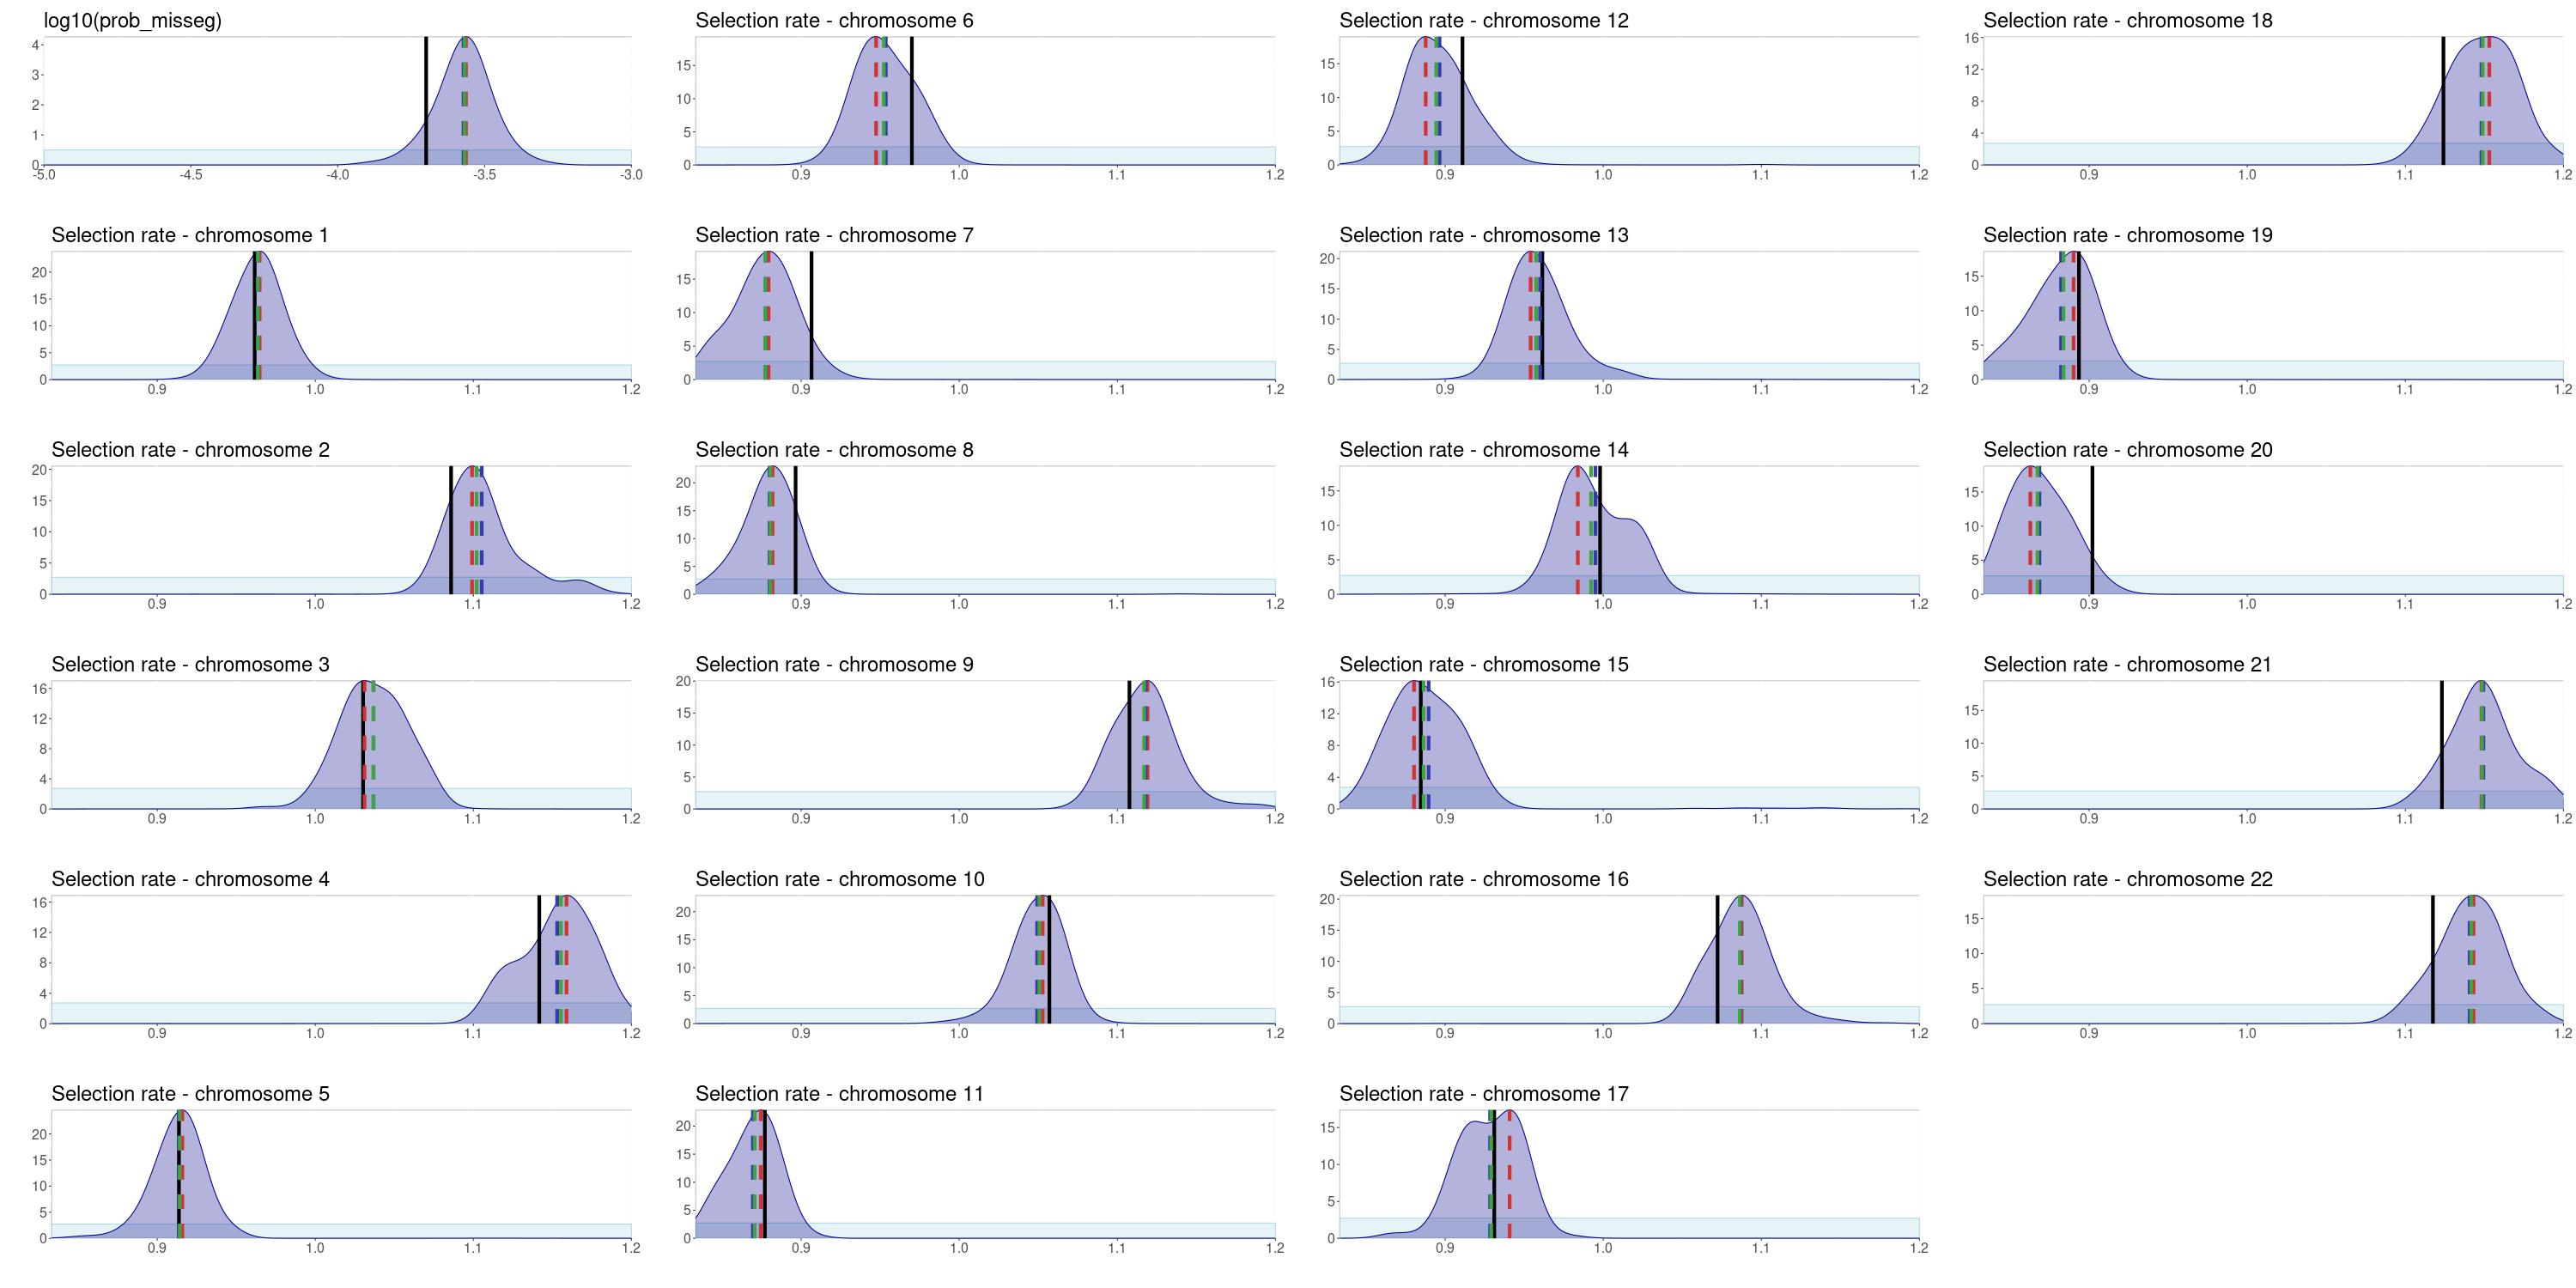 log10(prob_misseg)
4
3
2
1
0
-5.0 -4.5 -4.0 -3.5 -3.0
Selection rate - chromosome 1
20
15
10
5
0
0.9 1.0 1.1 1.2
Selection rate - chromosome 2
20
15
10
5
0
0.9 1.0 1.1 1.2
Selection rate - chromosome 3
16
12
8
4
0
0.9 1.0 1.1 1.2
Selection rate - chromosome 4
16
12
8
4
0
0.9 1.0 1.1 1.2
Selection rate - chromosome 5
20
15
10
5
0
0.9 1.0 1.1 1.2
Selection rate - chromosome 6
15
10
5
0
0.9 1.0 1.1 1.2
Selection rate - chromosome 7
15
10
5
0
0.9 1.0 1.1 1.2
Selection rate - chromosome 8
20
15
10
5
0
0.9 1.0 1.1 1.2
Selection rate - chromosome 9
20
15
10
5
0
0.9 1.0 1.1 1.2
Selection rate - chromosome 10
20
15
10
5
0
0.9 1.0 1.1 1.2
Selection rate - chromosome 11
20
15
10
5
0
0.9 1.0 1.1 1.2
Selection rate - chromosome 12
15
10
5
0
0.9 1.0 1.1 1.2
Selection rate - chromosome 13
20
15
10
5
0
0.9 1.0 1.1 1.2
Selection rate - chromosome 14
15
10
5
0
0.9 1.0 1.1 1.2
Selection rate - chromosome 15
16
12
8
4
0
0.9 1.0 1.1 1.2
Selection rate - chromosome 16
20
15
10
5
0
0.9 1.0 1.1 1.2
Selection rate - chromosome 17
15
10
5
0
0.9 1.0 1.1 1.2
Selection rate - chromosome 18
16
12
8
4
0
0.9 1.0 1.1 1.2
Selection rate - chromosome 19
15
10
5
0
0.9 1.0 1.1 1.2
Selection rate - chromosome 20
15
10
5
0
0.9 1.0 1.1 1.2
Selection rate - chromosome 21
15
10
5
0
0.9 1.0 1.1 1.2
Selection rate - chromosome 22
15
10
5
0
0.9 1.0 1.1 1.2